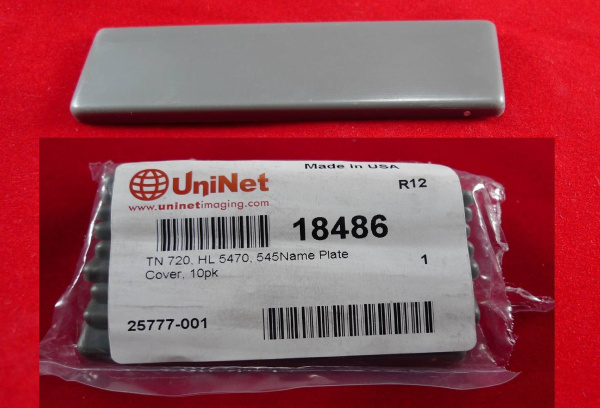 Made in USA
UniNet
R12
www.uninetimaging.com
18486
TN 720, HL 5470, 545Name Plate
Cover, 10pk
1
25777-001